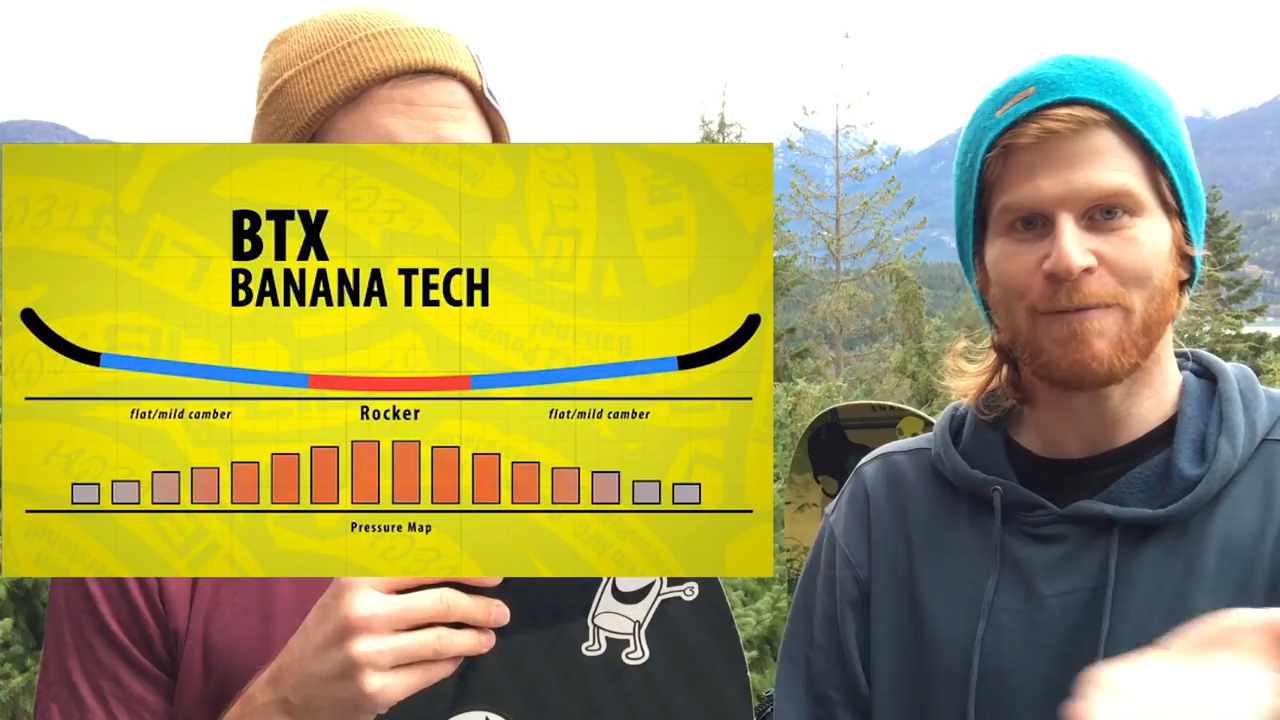 BTX
BANANA TECH
flat/mild camber
Rocker
flat/mild camber
Pressure Map